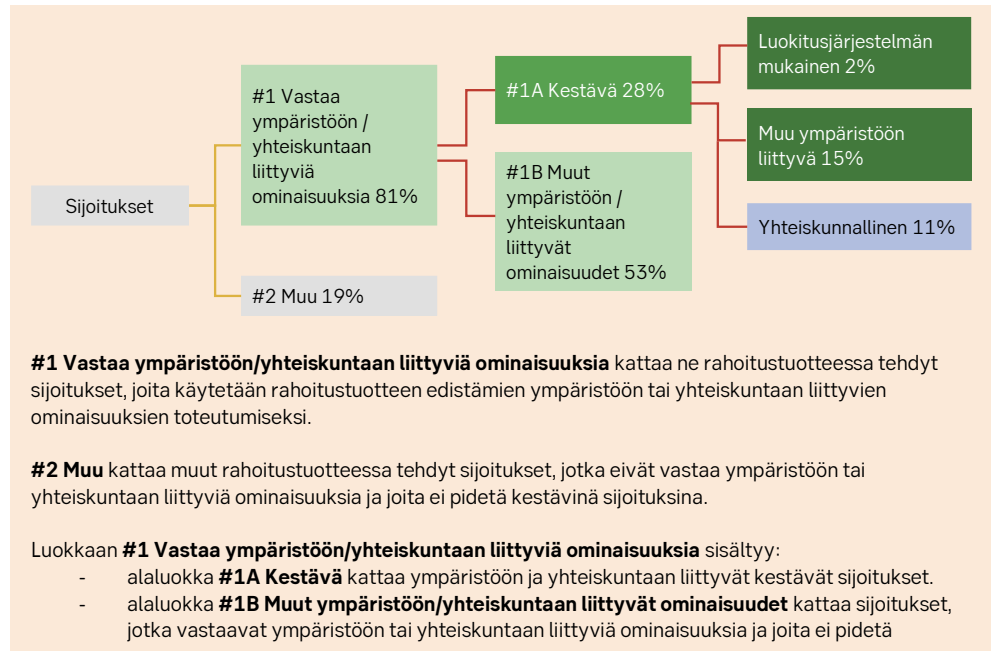 Sijoitukset
#1 Vastaa
ympäristöön /
yhteiskuntaan
liittyviä
ominaisuuksia 81%
#2 Muu 19%
#1A Kestävä 28%
#1B Muut
ympäristöön /
yhteiskuntaan
liittyvät
ominaisuudet 53%
Luokitusjärjestelmän
mukainen 2%
Muu ympäristöön
liittyvä 15%
Yhteiskunnallinen 11%
#1 Vastaa ympäristöön/yhteiskuntaan liittyviä ominaisuuksia kattaa ne rahoitustuotteessa tehdyt
sijoitukset, joita käytetään rahoitustuotteen edistämien ympäristöön tai yhteiskuntaan liittyvien
ominaisuuksien toteutumiseksi.
#2 Muu kattaa muut rahoitustuotteessa tehdyt sijoitukset, jotka eivät vastaa ympäristöön tai
yhteiskuntaan liittyviä ominaisuuksia ja joita ei pidetä kestävinä sijoituksina.
Luokkaan #1 Vastaa ympäristöön/yhteiskuntaan liittyviä ominaisuuksia sisältyy:
- alaluokka #1A Kestävä kattaa ympäristöön ja yhteiskuntaan liittyvät kestävät sijoitukset.
- alaluokka #1B Muut ympäristöön/yhteiskuntaan liittyvät ominaisuudet kattaa sijoitukset,
jotka vastaavat ympäristöön tai yhteiskuntaan liittyviä ominaisuuksia ja joita ei pidetä